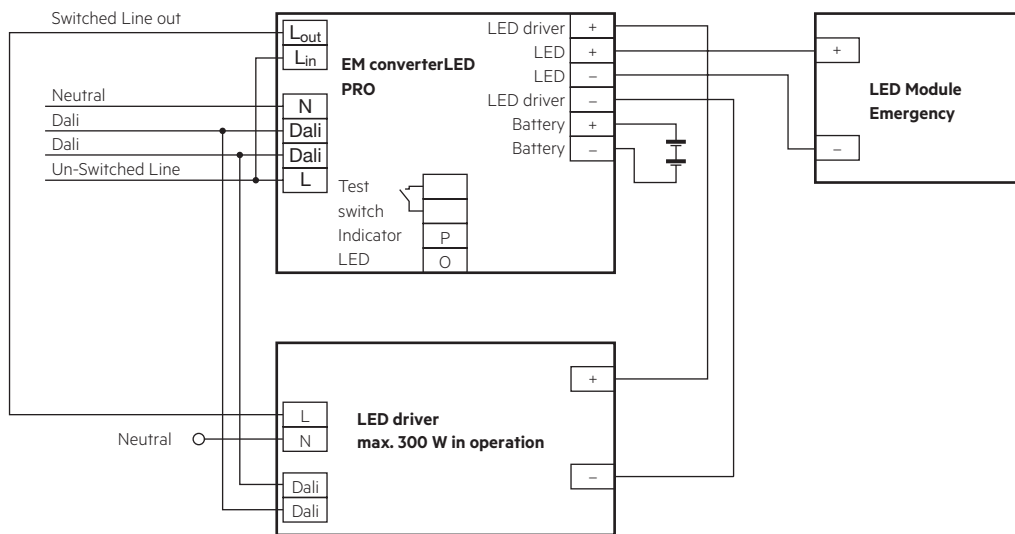 Switched Line out
Lout
Lin
EM converterLED
PRO
LED driver +
LED +
LED –
LED driver –
Battery +
Battery –
+
–
LED Module
Emergency
Neutral
N
Dali
Dali
Dali
Dali
Un-Switched Line
L
Test
switch
Indicator
LED
P
O
L
N
Neutral
LED driver
max. 300 W in operation
+
–
Dali
Dali